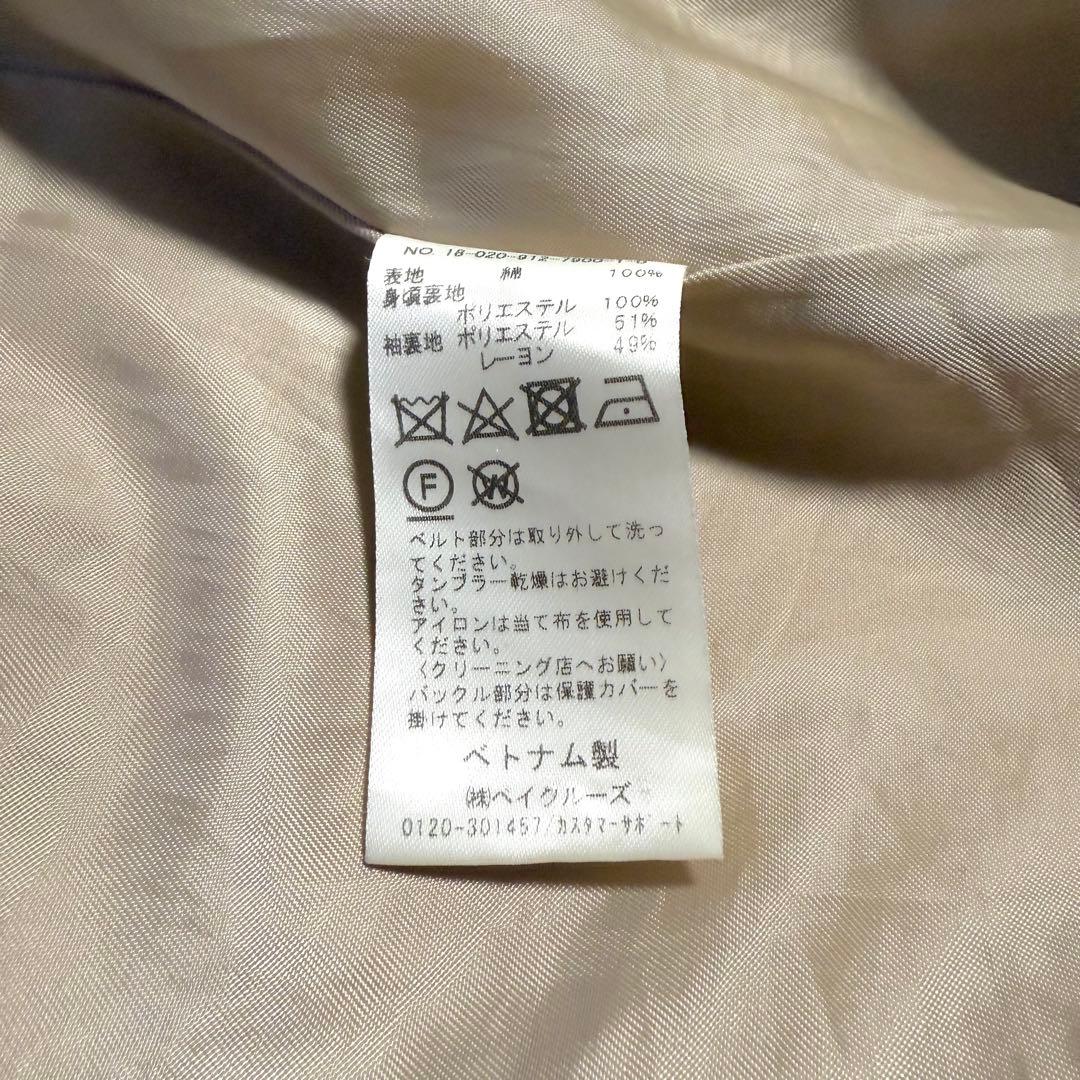 NO. 18-020-912-
表地 綿 100%
身頃裏地
ポリエステル 100%
袖裏地 ポリエステル 51%
レーヨン 49%
F W
ベルト部分は取り外して洗っ
てください。
タンブラー乾燥はお避けくだ
さい。
アイロンは当て布を使用して
ください。
〈クリーニング店へお願い〉
バックル部分は保護カバーを
掛けてください。
ベトナム製
㈱ベイクルーズ
0120-301457/カスタマーサポート